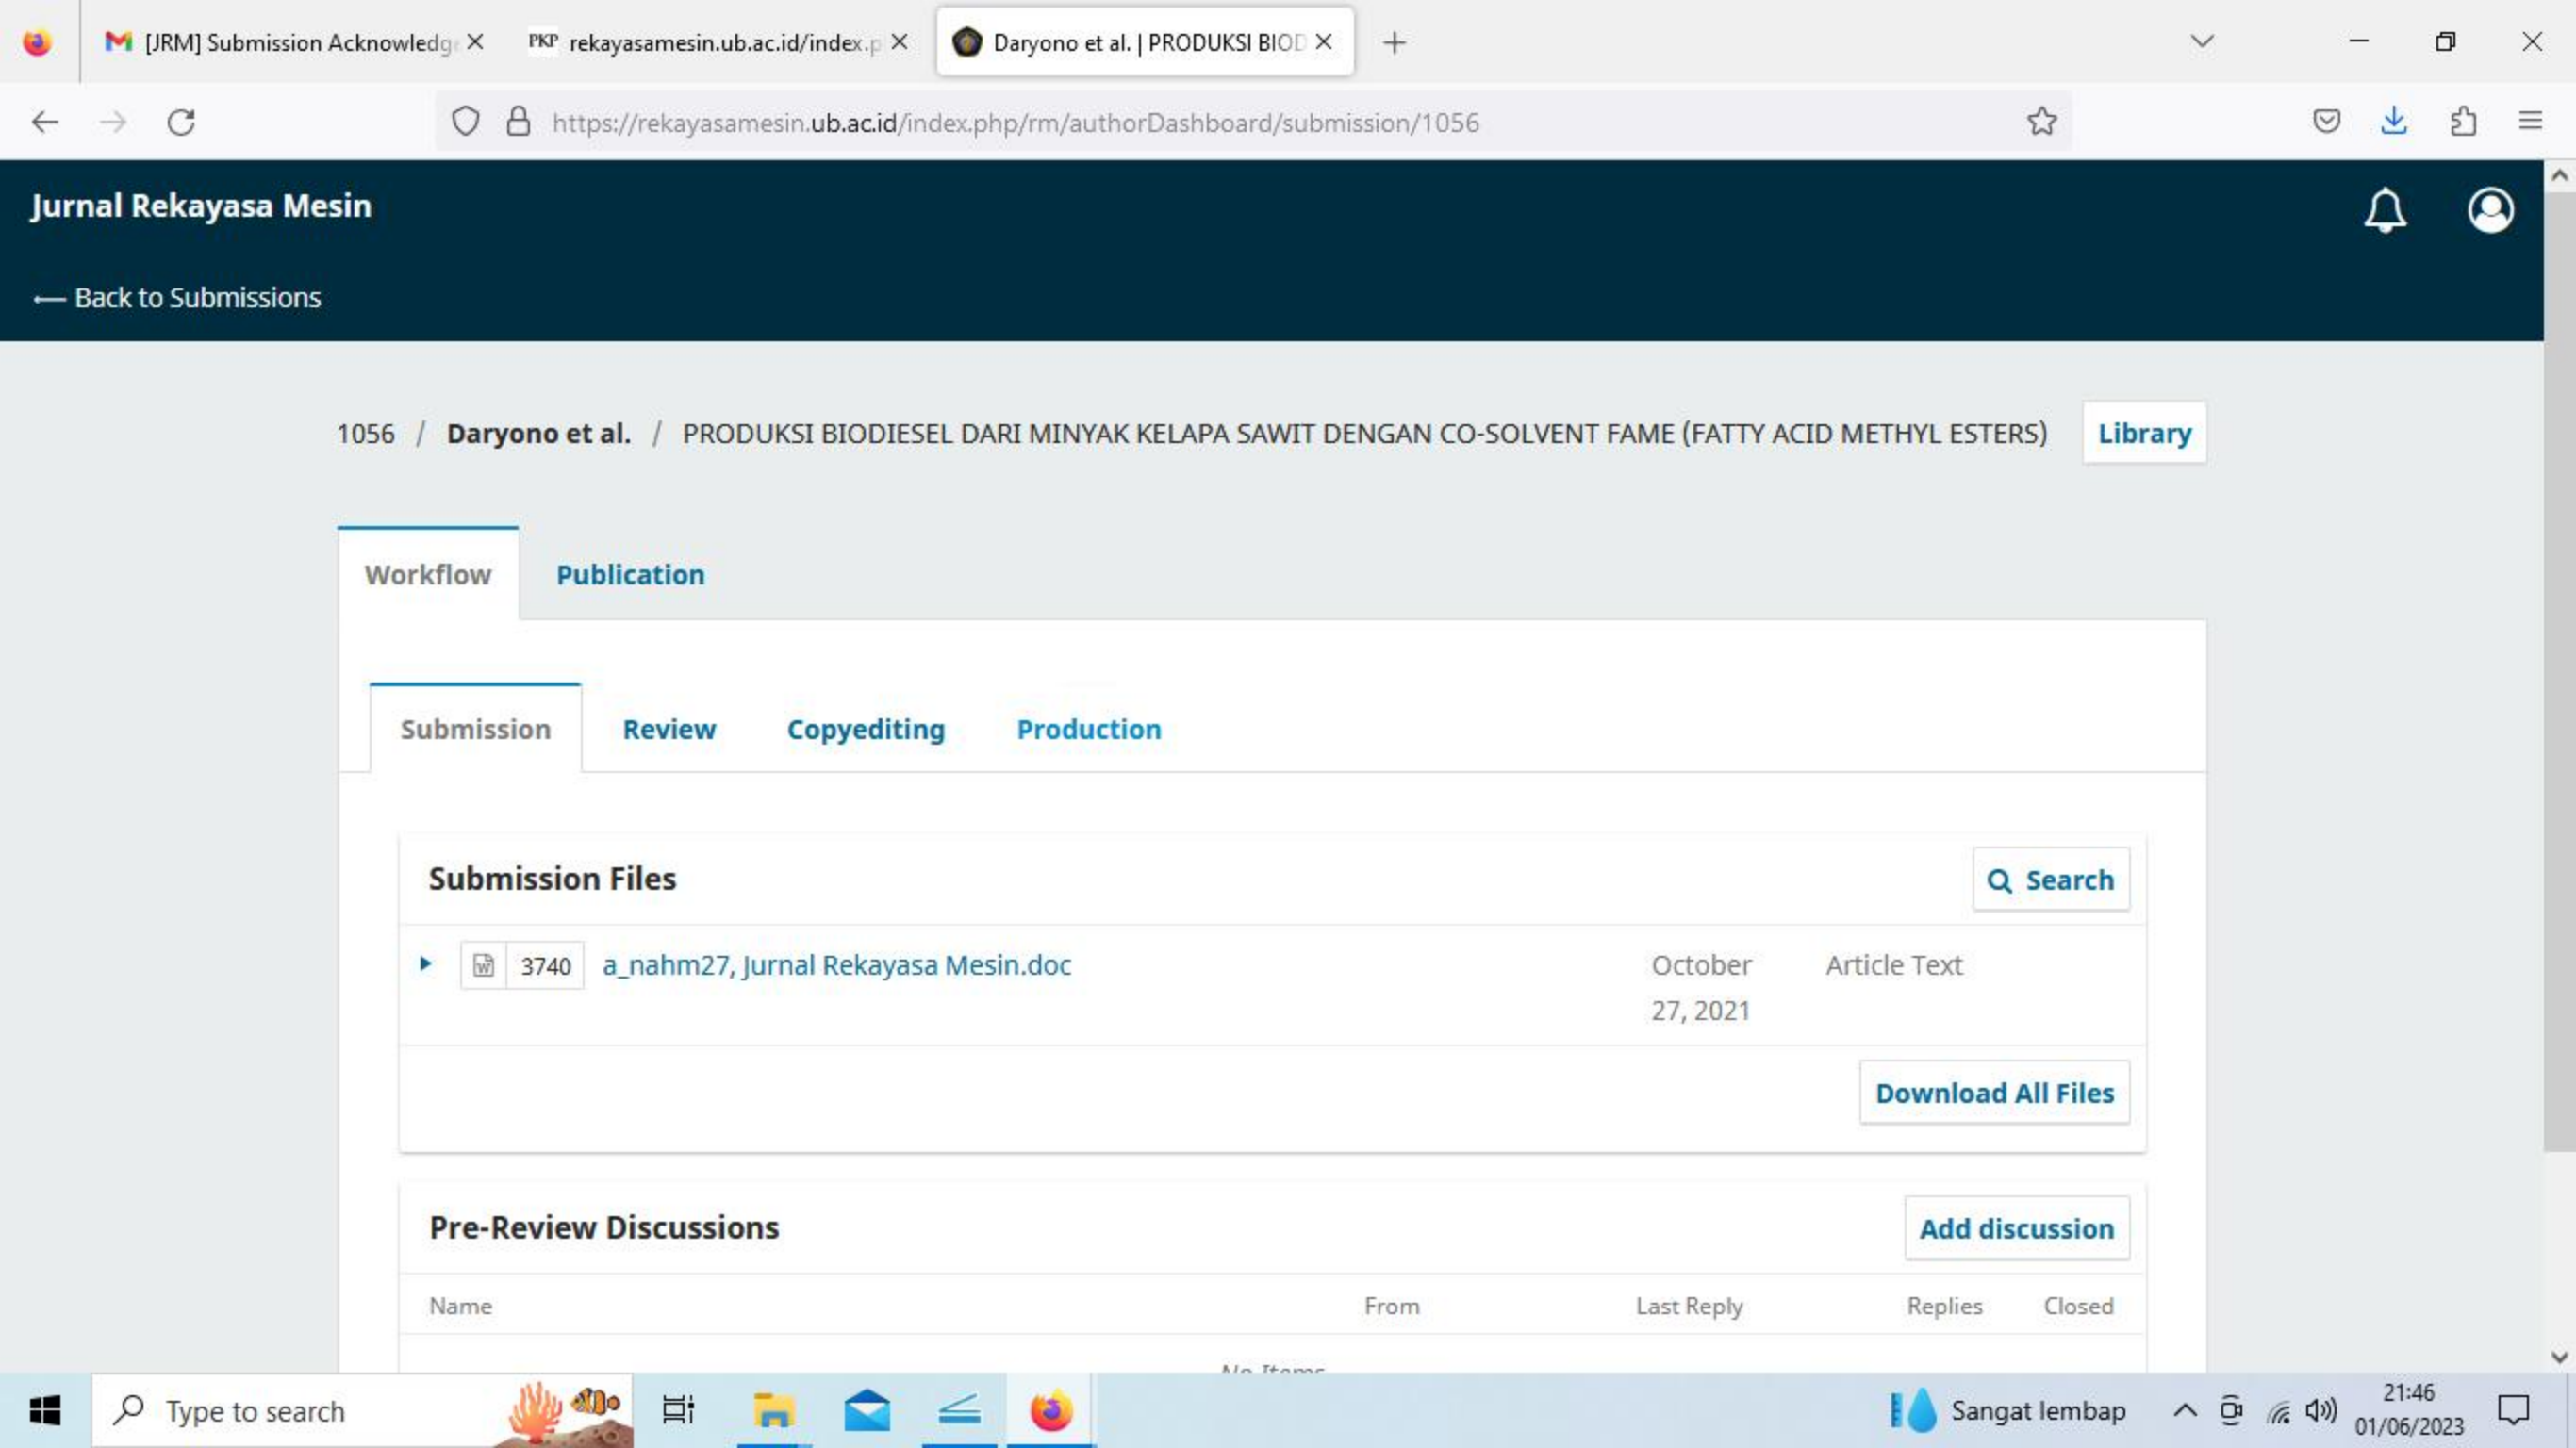 [JRM] Submission Acknowledg
PKP rekayasamesin.ub.ac.id/index.p
Daryono et al. | PRODUKSI BIOD
https://rekayasamesin.ub.ac.id/index.php/rm/authorDashboard/submission/1056
Jurnal Rekayasa Mesin
← Back to Submissions
1056 / Daryono et al. / PRODUKSI BIODIESEL DARI MINYAK KELAPA SAWIT DENGAN CO-SOLVENT FAME (FATTY ACID METHYL ESTERS)
Library
Workflow
Publication
Submission
Review
Copyediting
Production
Submission Files
Search
3740 a_nahm27, Jurnal Rekayasa Mesin.doc
October 27, 2021
Article Text
Download All Files
Pre-Review Discussions
Add discussion
Name From Last Reply Replies Closed
No Items
Type to search
Sangat lembap
21:46
01/06/2023